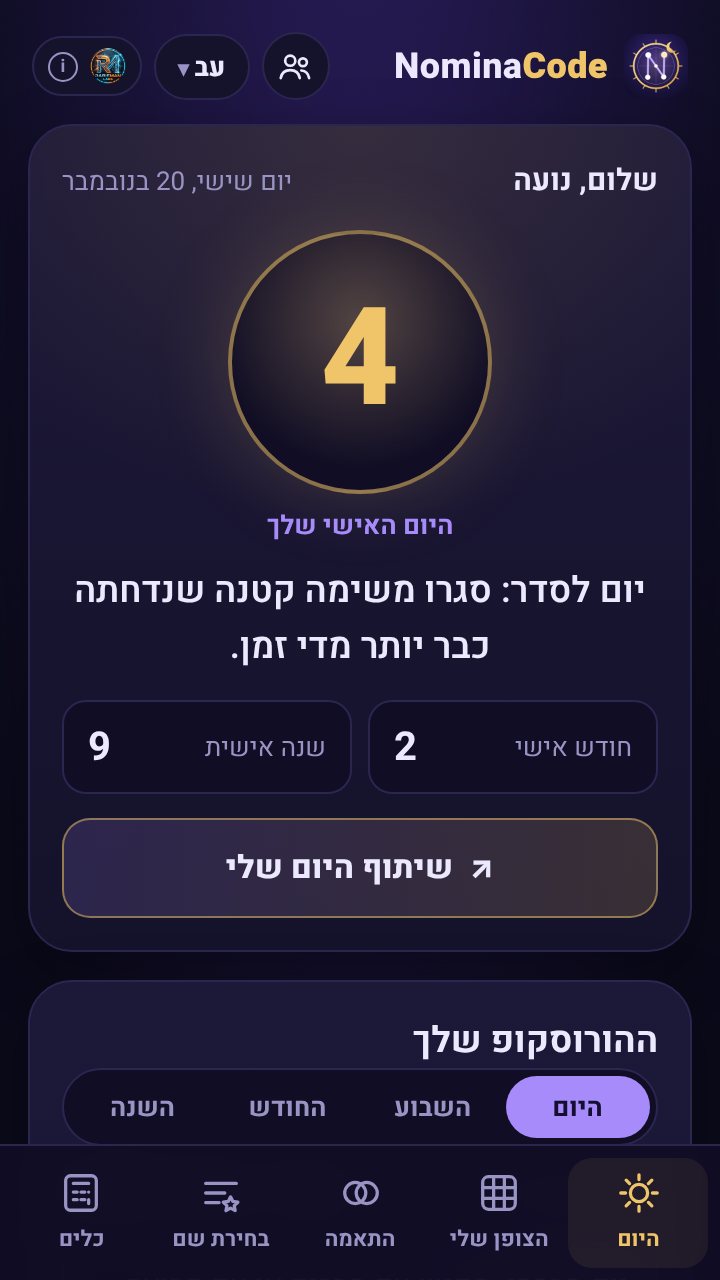 NominaCode
עב ▾
שלום, נועה
יום שישי, 20 בנובמבר
4
היום האישי שלך
יום לסדר: סגרו משימה קטנה שנדחתה
כבר יותר מדי זמן.
חודש אישי 2
שנה אישית 9
שיתוף היום שלי
ההורוסקופ שלך
היום השבוע החודש השנה
היום הצופן שלי התאמה בחירת שם כלים